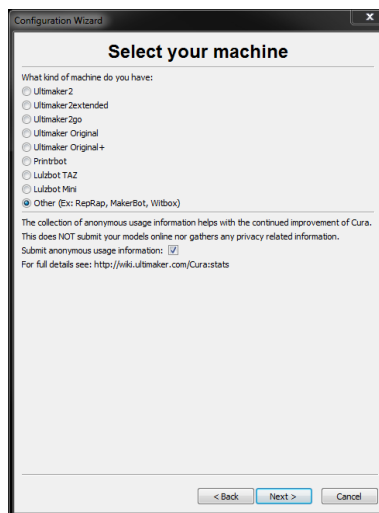 Configuration Wizard
x
Select your machine
What kind of machine do you have:
Ultimaker2
Ultimaker2extended
Ultimaker2go
Ultimaker Original
Ultimaker Original+
Printrbot
Lulzbot TAZ
Lulzbot Mini
Other (Ex: RepRap, MakerBot, Witbox)
The collection of anonymous usage information helps with the continued improvement of Cura.
This does NOT submit your models online nor gathers any privacy related information.
Submit anonymous usage information:
For full details see: http://wiki.ultimaker.com/Cura:stats
< Back Next > Cancel